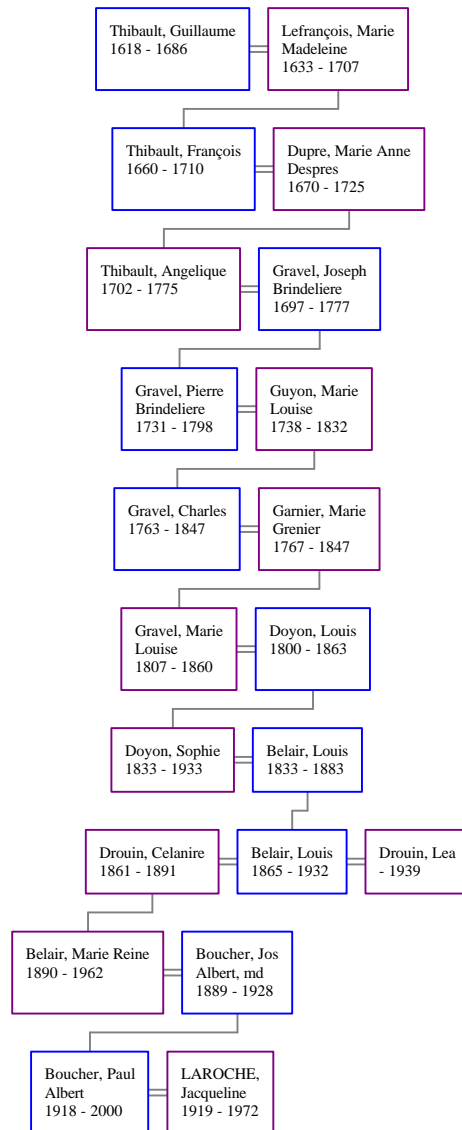 Thibault, Guillaume
1618 - 1686
Lefrançois, Marie
Madeleine
1633 - 1707
Thibault, François
1660 - 1710
Dupre, Marie Anne
Despres
1670 - 1725
Thibault, Angelique
1702 - 1775
Gravel, Joseph
Brindeliere
1697 - 1777
Gravel, Pierre
Brindeliere
1731 - 1798
Guyon, Marie
Louise
1738 - 1832
Gravel, Charles
1763 - 1847
Garnier, Marie
Grenier
1767 - 1847
Gravel, Marie
Louise
1807 - 1860
Doyon, Louis
1800 - 1863
Doyon, Sophie
1833 - 1933
Belair, Louis
1833 - 1883
Drouin, Celanire
1861 - 1891
Belair, Louis
1865 - 1932
Drouin, Lea
- 1939
Belair, Marie Reine
1890 - 1962
Boucher, Jos
Albert, md
1889 - 1928
Boucher, Paul
Albert
1918 - 2000
LAROCHE,
Jacqueline
1919 - 1972